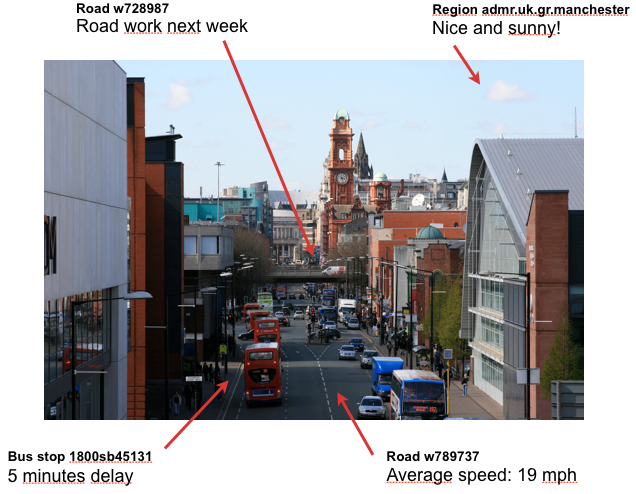 Road w728987
Road work next week
Region admr.uk.gr.manchester
Nice and sunny!
Bus stop 1800sb45131
5 minutes delay
Road w789737
Average speed: 19 mph